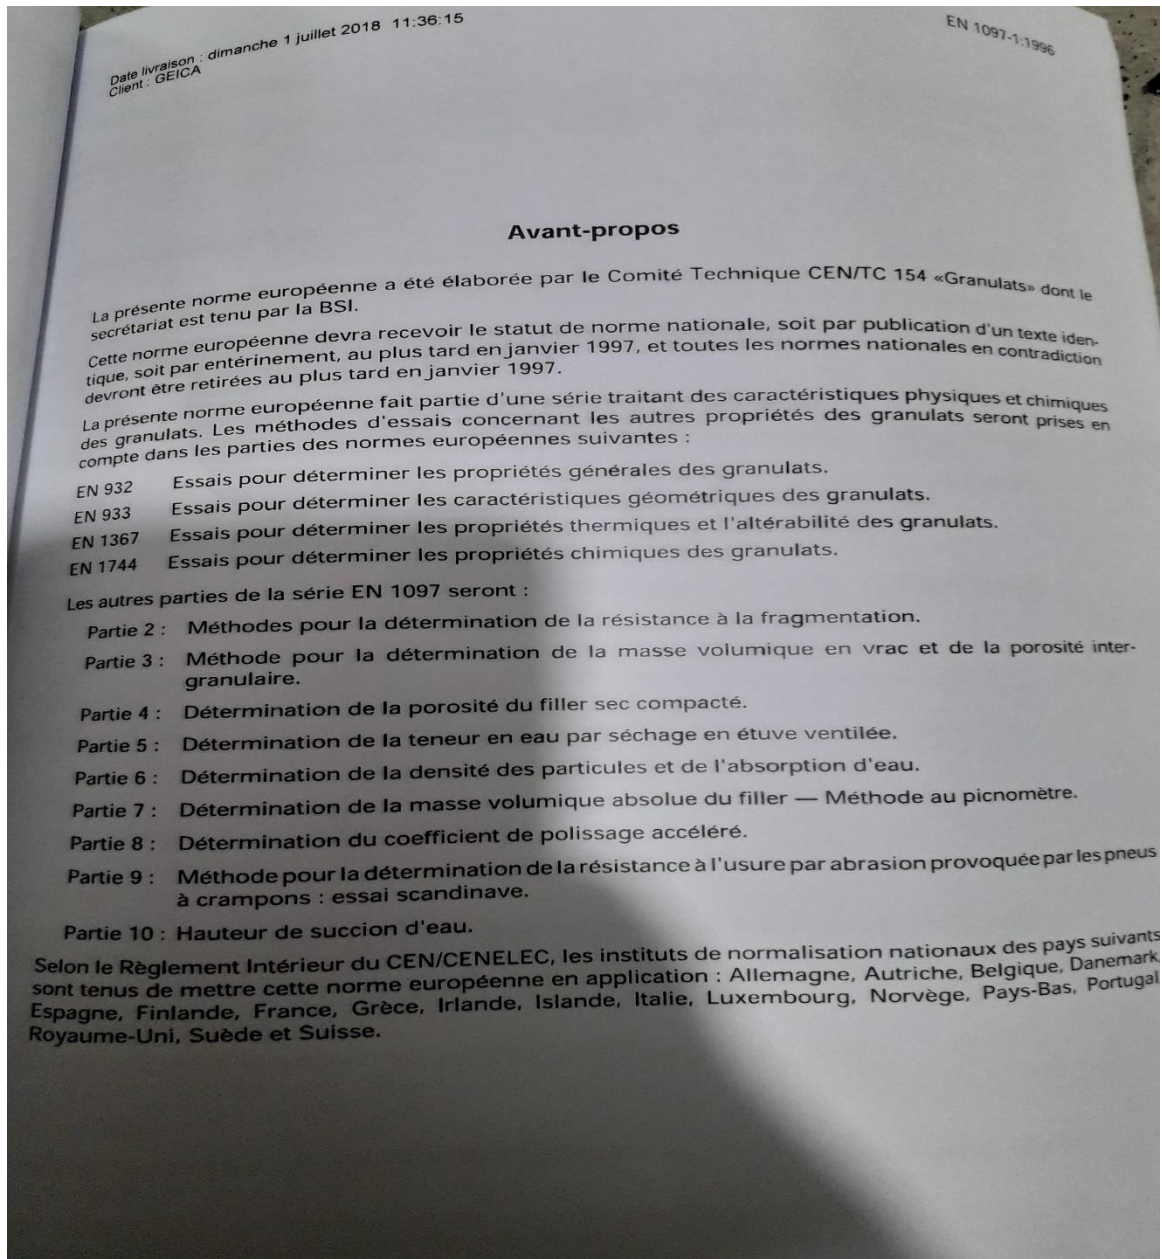 Date livraison : dimanche 1 juillet 2018 11:36:15
Client : GEICA
EN 1097-1:1996
Avant-propos
La présente norme européenne a été élaborée par le Comité Technique CEN/TC 154 «Granulats» dont le
secrétariat est tenu par la BSI.
Cette norme européenne devra recevoir le statut de norme nationale, soit par publication d'un texte iden-
tique, soit par entérinement, au plus tard en janvier 1997, et toutes les normes nationales en contradiction
devront être retirées au plus tard en janvier 1997.
La présente norme européenne fait partie d'une série traitant des caractéristiques physiques et chimiques
des granulats. Les méthodes d'essais concernant les autres propriétés des granulats seront prises en
compte dans les parties des normes européennes suivantes :
EN 932 Essais pour déterminer les propriétés générales des granulats.
EN 933 Essais pour déterminer les caractéristiques géométriques des granulats.
EN 1367 Essais pour déterminer les propriétés thermiques et l'altérabilité des granulats.
EN 1744 Essais pour déterminer les propriétés chimiques des granulats.
Les autres parties de la série EN 1097 seront :
Partie 2 : Méthodes pour la détermination de la résistance à la fragmentation.
Partie 3 : Méthode pour la détermination de la masse volumique en vrac et de la porosité inter-
granulaire.
Partie 4 : Détermination de la porosité du filler sec compacté.
Partie 5 : Détermination de la teneur en eau par séchage en étuve ventilée.
Partie 6 : Détermination de la densité des particules et de l'absorption d'eau.
Partie 7 : Détermination de la masse volumique absolue du filler — Méthode au picnomètre.
Partie 8 : Détermination du coefficient de polissage accéléré.
Partie 9 : Méthode pour la détermination de la résistance à l'usure par abrasion provoquée par les pneus
à crampons : essai scandinave.
Partie 10 : Hauteur de succion d'eau.
Selon le Règlement Intérieur du CEN/CENELEC, les instituts de normalisation nationaux des pays suivants
sont tenus de mettre cette norme européenne en application : Allemagne, Autriche, Belgique, Danemark,
Espagne, Finlande, France, Grèce, Irlande, Islande, Italie, Luxembourg, Norvège, Pays-Bas, Portugal
Royaume-Uni, Suède et Suisse.